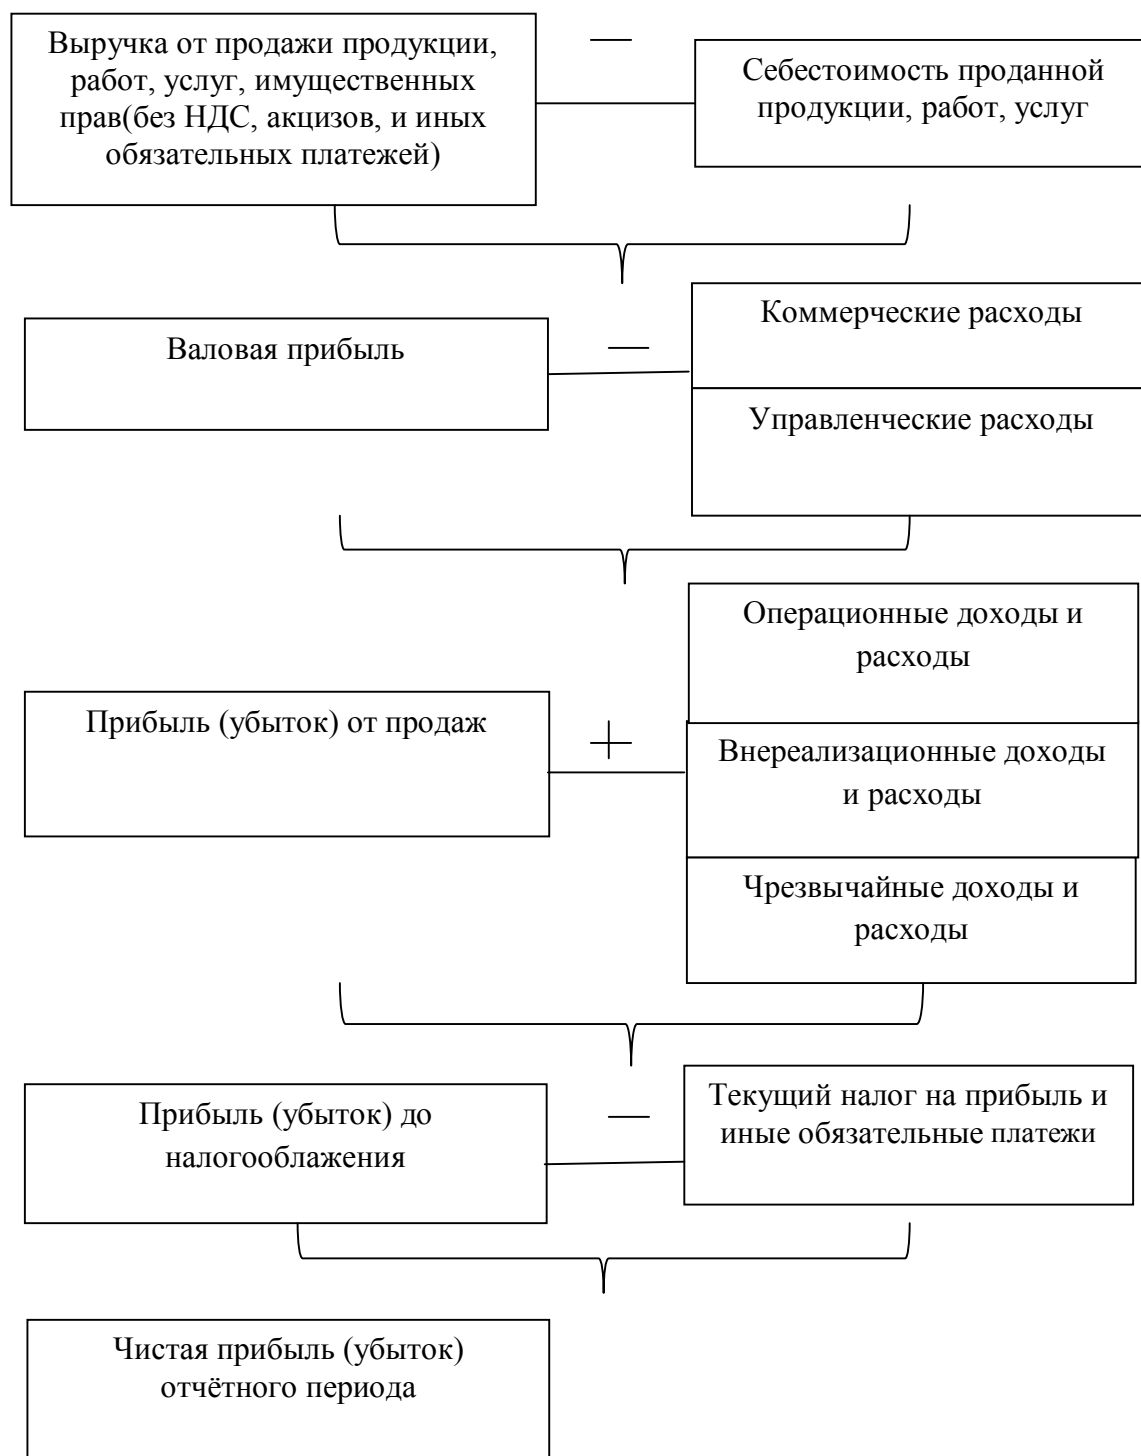 Выручка от продажи продукции,
работ, услуг, имущественных
прав(без НДС, акцизов, и иных
обязательных платежей)
—
Себестоимость проданной
продукции, работ, услуг
Валовая прибыль
—
Коммерческие расходы
Управленческие расходы
Прибыль (убыток) от продаж
+
Операционные доходы и
расходы
Внереализационные доходы
и расходы
Чрезвычайные доходы и
расходы
Прибыль (убыток) до
налогооблажения
—
Текущий налог на прибыль и
иные обязательные платежи
Чистая прибыль (убыток)
отчётного периода